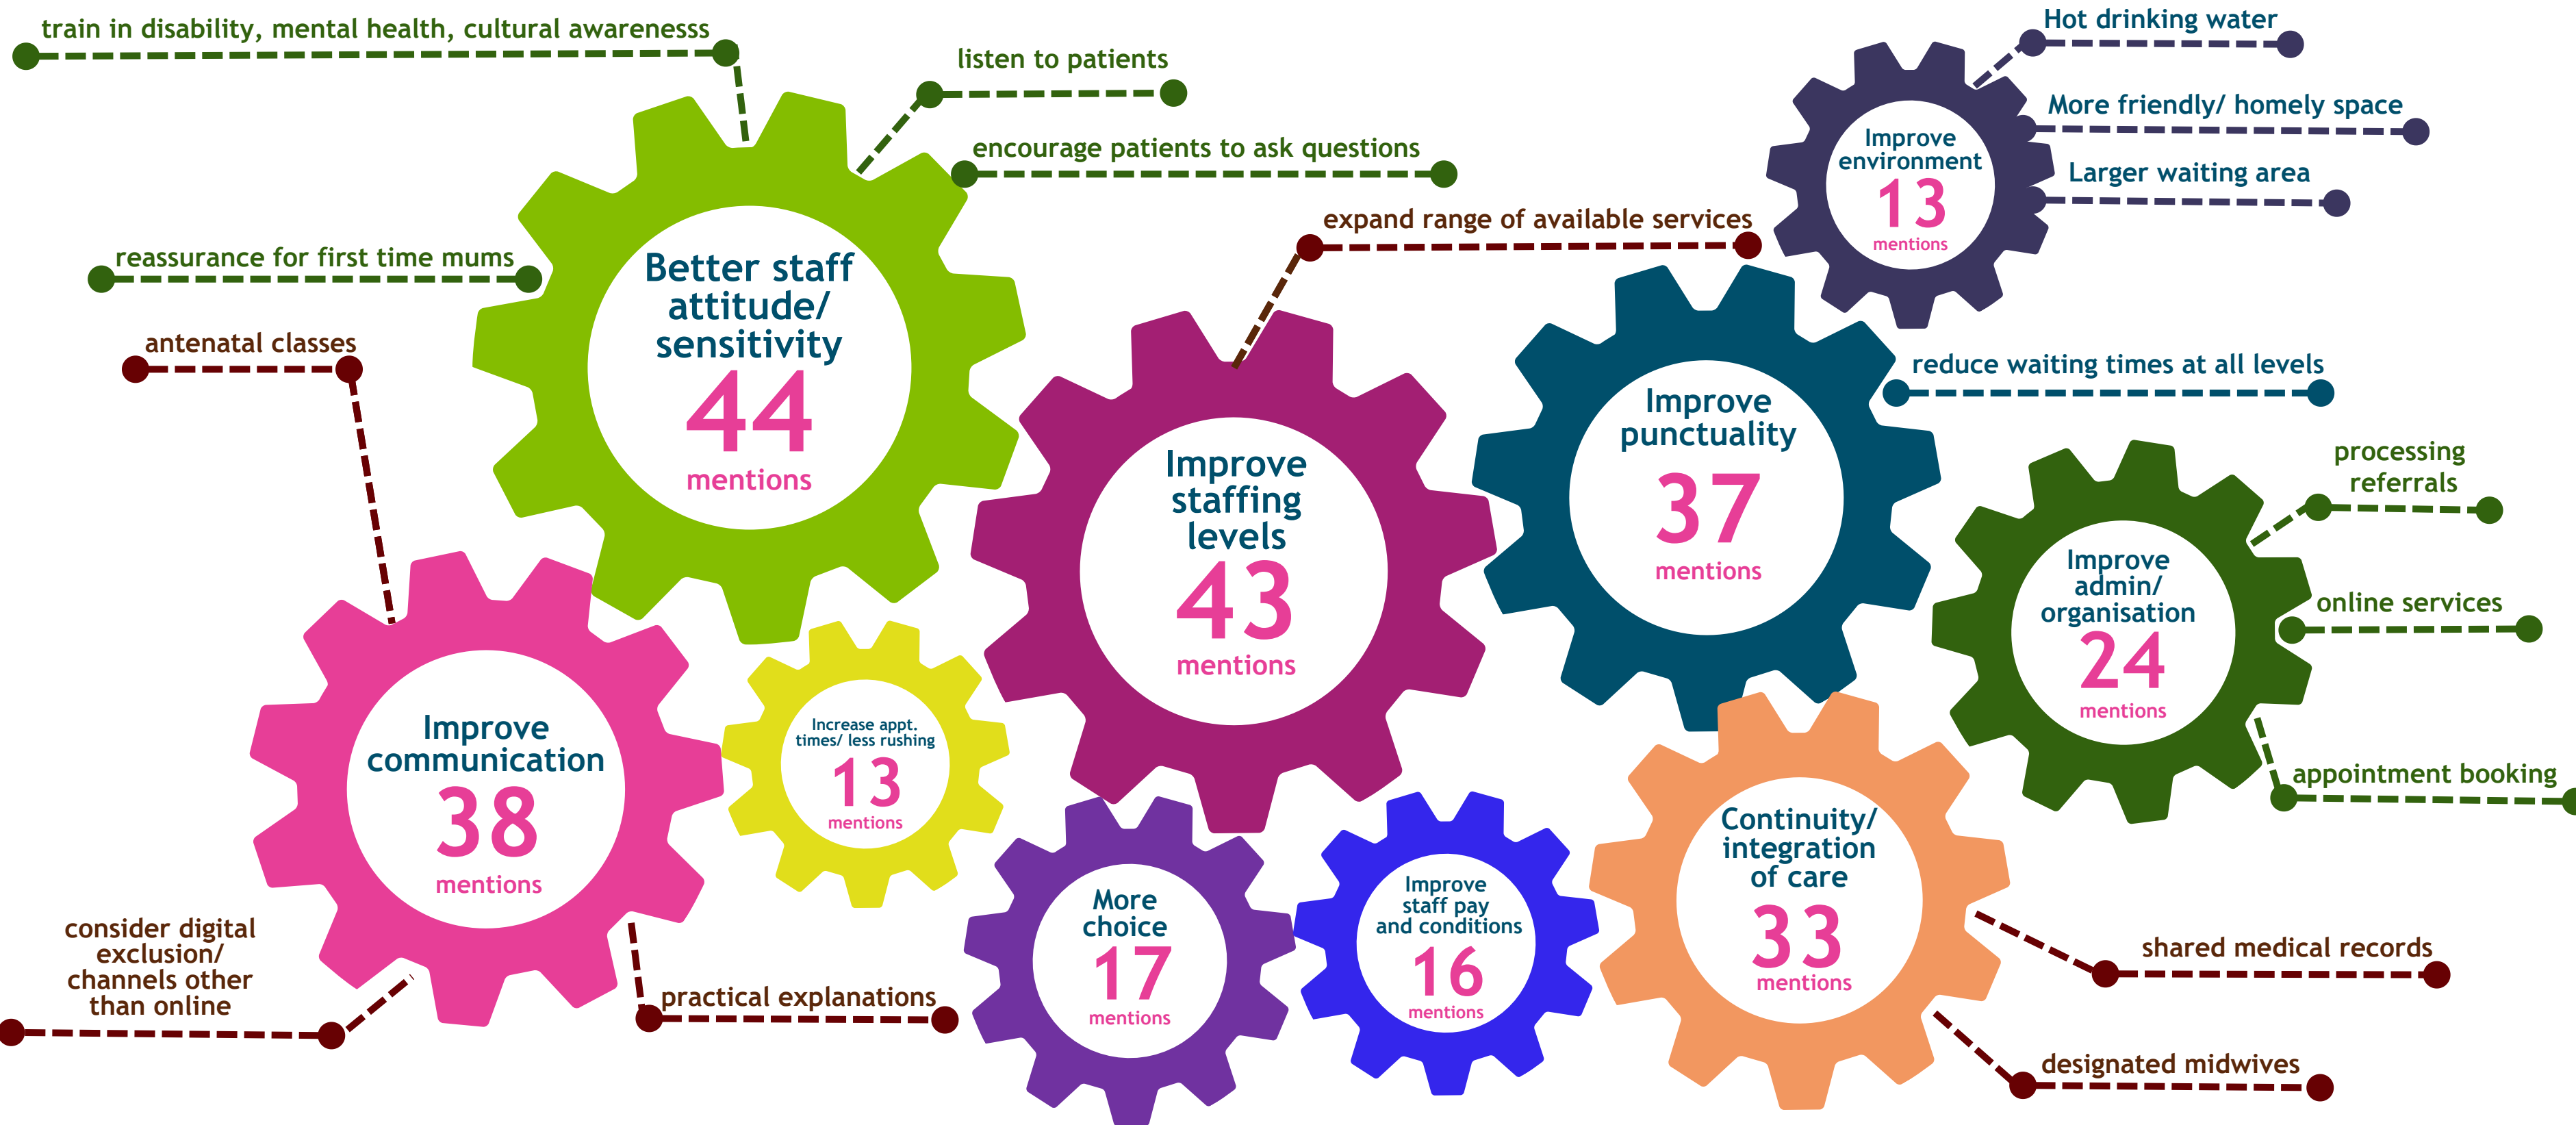 train in disability, mental health, cultural awarenesss
listen to patients
encourage patients to ask questions
reassurance for first time mums
Better staff
attitude/
sensitivity
44
mentions
antenatal classes
Improve
communication
38
mentions
consider digital
exclusion/
channels other
than online
practical explanations
Increase appt.
times/ less rushing
13
mentions
expand range of available services
Improve
staffing
levels
43
mentions
More
choice
17
mentions
Improve
staff pay
and conditions
16
mentions
Improve
punctuality
37
mentions
reduce waiting times at all levels
Improve
environment
13
mentions
Hot drinking water
More friendly/ homely space
Larger waiting area
Improve
admin/
organisation
24
mentions
processing
referrals
online services
appointment booking
Continuity/
integration
of care
33
mentions
shared medical records
designated midwives